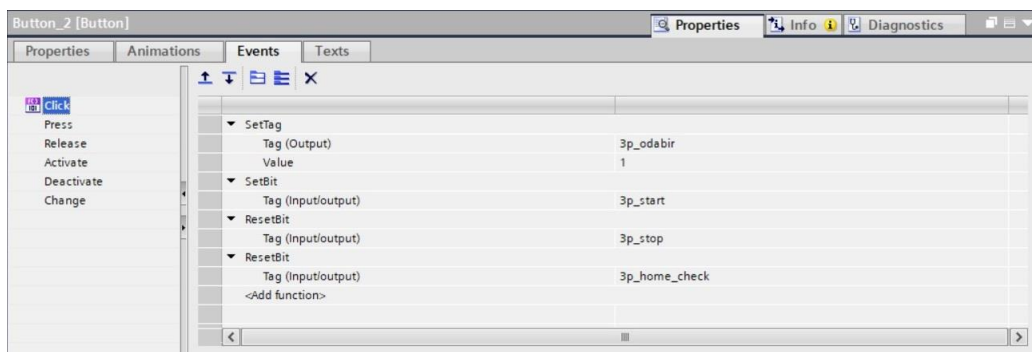 Button_2 [Button]
Properties Info Diagnostics
Properties Animations Events Texts
Click
Press
Release
Activate
Deactivate
Change
SetTag
Tag (Output) 3p_odabir
Value 1
SetBit
Tag (Input/output) 3p_start
ResetBit
Tag (Input/output) 3p_stop
ResetBit
Tag (Input/output) 3p_home_check
<Add function>